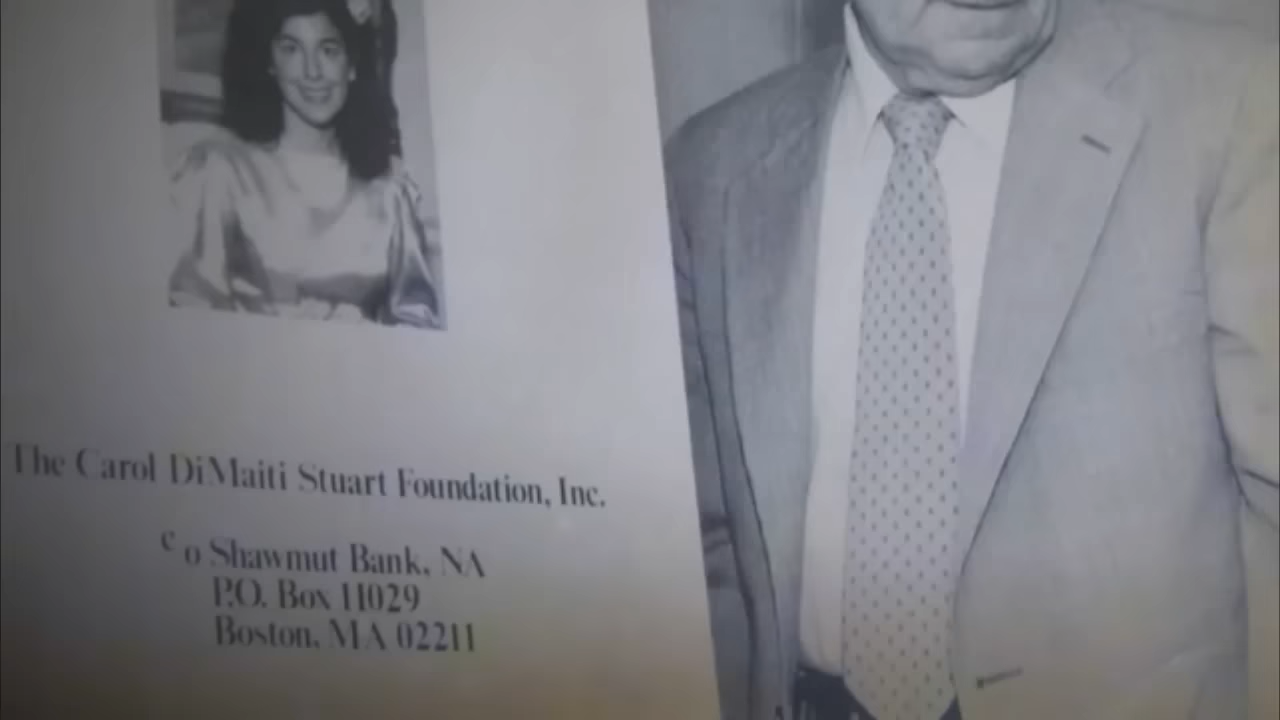 The Carol DiMaiti Stuart Foundation, Inc.
c/o Shawmut Bank, NA
P.O. Box 11029
Boston, MA 02211